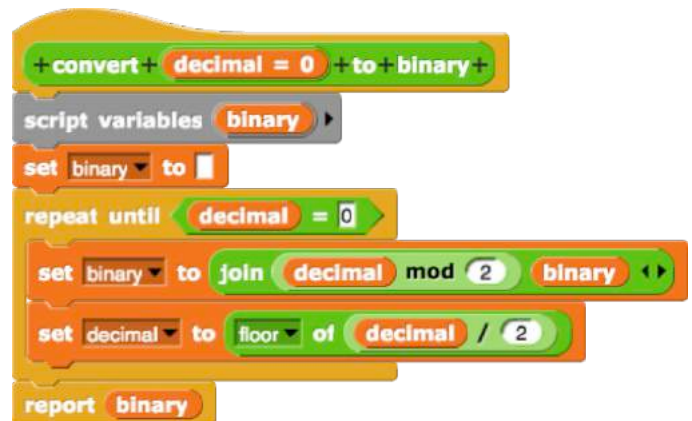 +convert+ decimal = 0 +to+binary+
script variables binary
set binary to
repeat until decimal = 0
set binary to join decimal mod 2 binary
set decimal to floor of decimal / 2
report binary